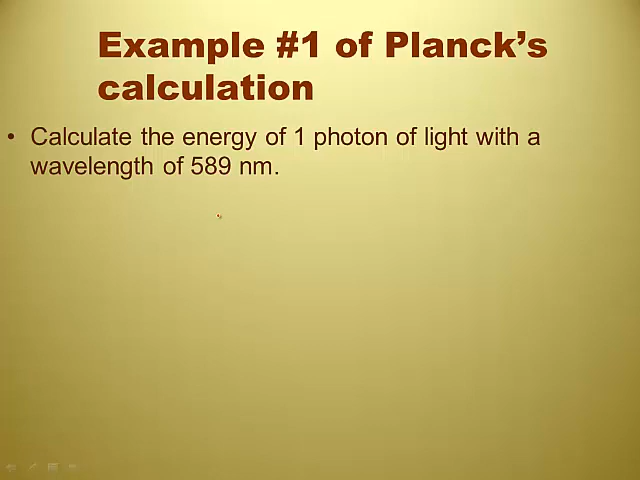 Example #1 of Planck’s
calculation
• Calculate the energy of 1 photon of light with a
wavelength of 589 nm.